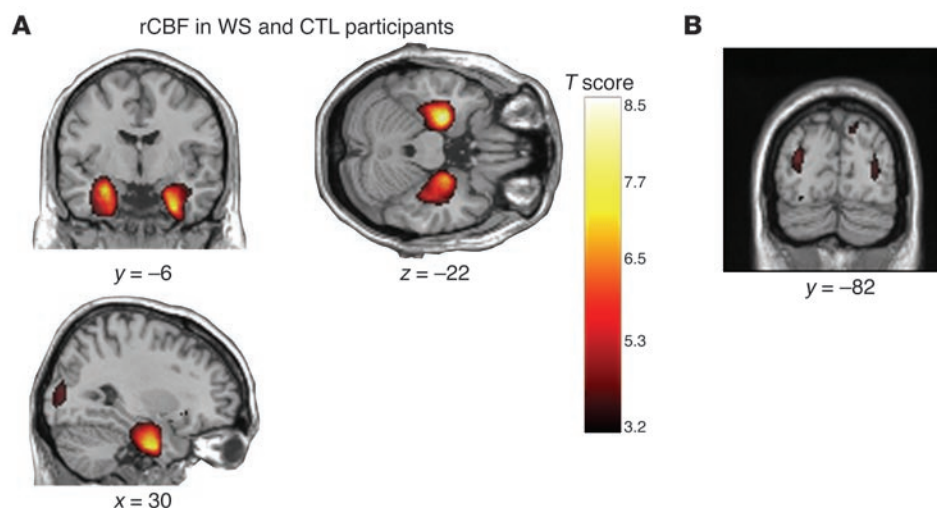 A
rCBF in WS and CTL participants
B
T score
8.5
7.7
6.5
5.3
3.2
y = –6
z = –22
y = –82
x = 30